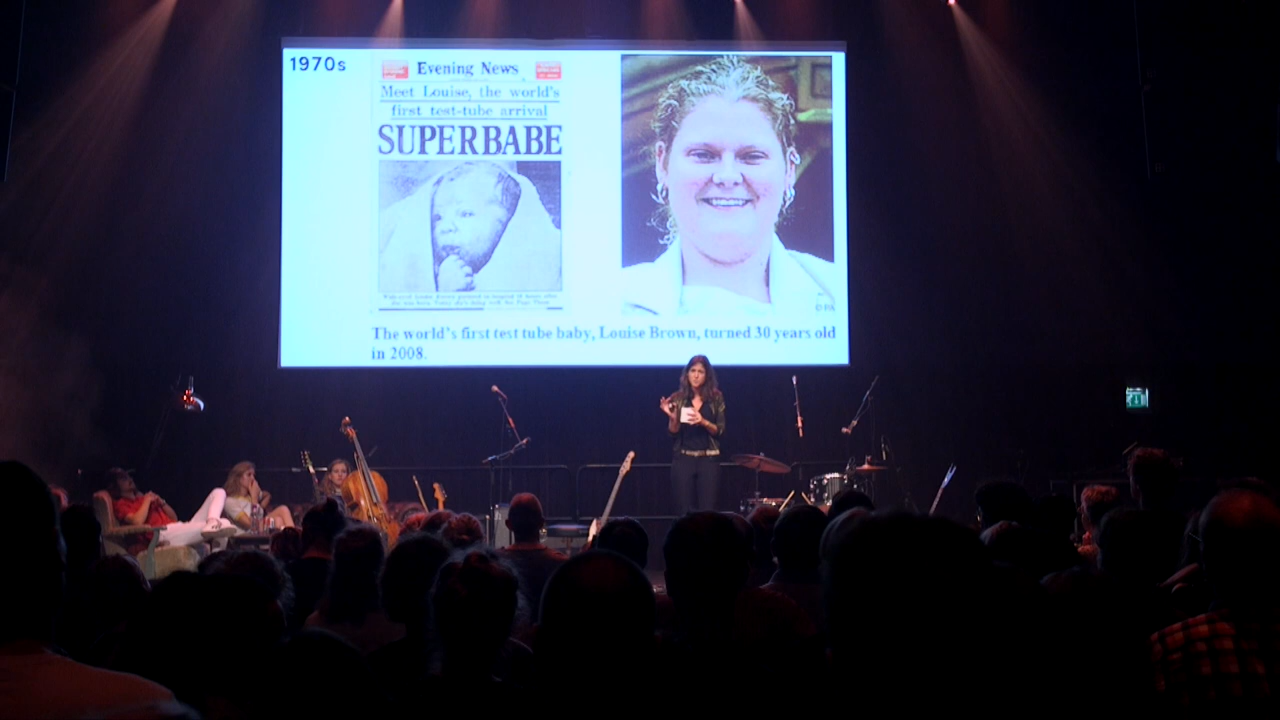 1970s
Evening News
Meet Louise, the world's
first test-tube arrival
SUPERBABE
The world's first test tube baby, Louise Brown, turned 30 years old
in 2008.